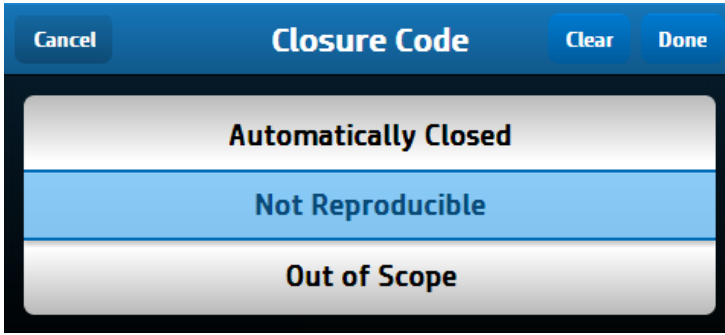 Cancel Closure Code Clear Done
Automatically Closed
Not Reproducible
Out of Scope